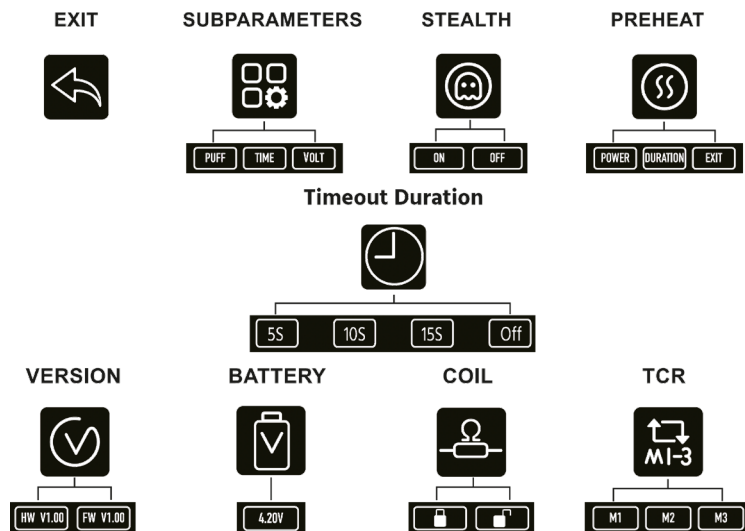 EXIT SUBPARAMETERS STEALTH PREHEAT
PUFF TIME VOLT ON OFF POWER DURATION EXIT
Timeout Duration
5S 10S 15S Off
VERSION BATTERY COIL TCR
V V Ω M1-3
HW V1.00 FW V1.00 4.20V M1 M2 M3